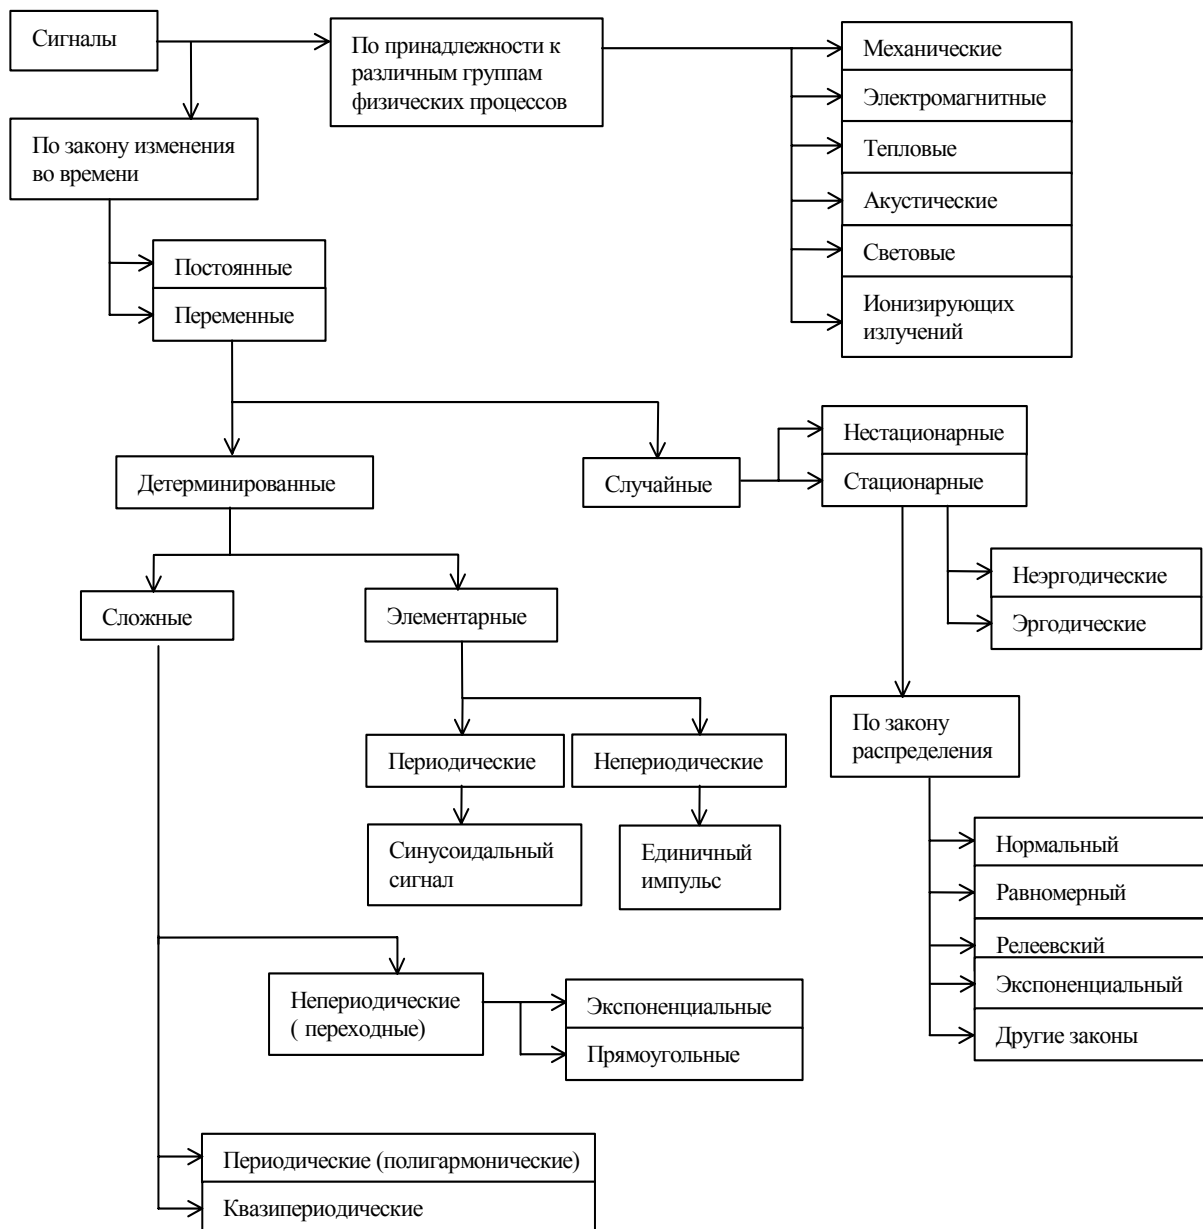 Сигналы
По принадлежности к
различным группам
физических процессов
Механические
Электромагнитные
Тепловые
Акустические
Световые
Ионизирующих
излучений
По закону изменения
во времени
Постоянные
Переменные
Детерминированные
Случайные
Нестационарные
Стационарные
Неэргодические
Эргодические
Сложные
Элементарные
Периодические
Непериодические
Синусоидальный
сигнал
Единичный
импульс
По закону
распределения
Нормальный
Равномерный
Релеевский
Экспоненциальный
Другие законы
Непериодические
( переходные)
Экспоненциальные
Прямоугольные
Периодические (полигармонические)
Квазипериодические